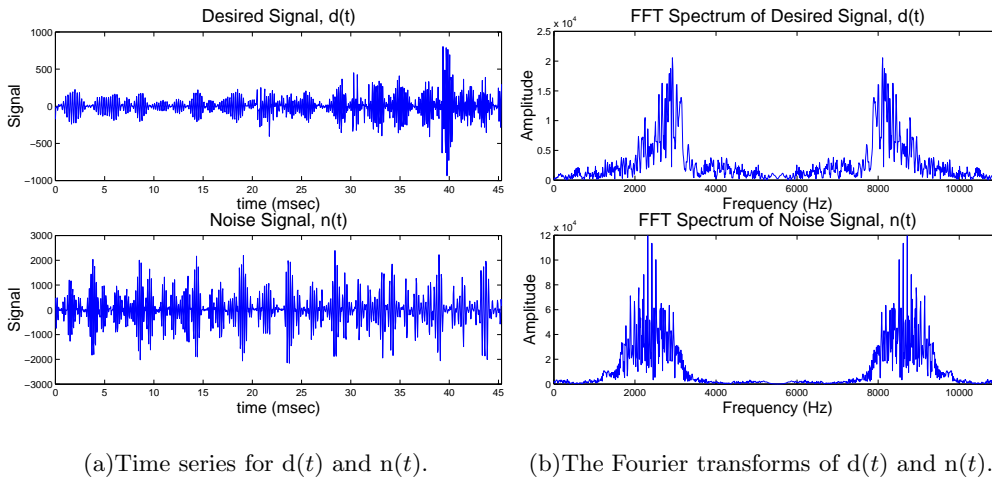 Desired Signal, d(t)
1000
500
0
−500
−1000
Signal
0 5 10 15 20 25 30 35 40 45
time (msec)
Noise Signal, n(t)
3000
2000
1000
0
−1000
−2000
−3000
Signal
0 5 10 15 20 25 30 35 40 45
time (msec)
FFT Spectrum of Desired Signal, d(t)
x 10⁴
2.5
2
1.5
1
0.5
0
Amplitude
0 2000 4000 6000 8000 10000
Frequency (Hz)
FFT Spectrum of Noise Signal, n(t)
x 10⁴
12
10
8
6
4
2
0
Amplitude
0 2000 4000 6000 8000 10000
Frequency (Hz)
(a)Time series for d(t) and n(t).
(b)The Fourier transforms of d(t) and n(t).